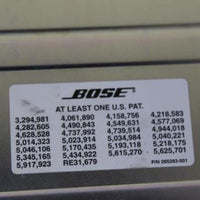 BOSE
AT LEAST ONE U.S. PAT.
3,294,981 4,061,890 4,158,756 4,218,583
4,282,605 4,490,843 4,549,631 4,577,069
4,628,528 4,737,992 4,739,514 4,944,018
5,014,323 5,023,914 5,034,984 5,040,221
5,046,106 5,170,435 5,193,118 5,218,175
5,345,165 5,434,922 5,615,270 5,625,701
5,917,923 RE31,679 P/N 265283-001